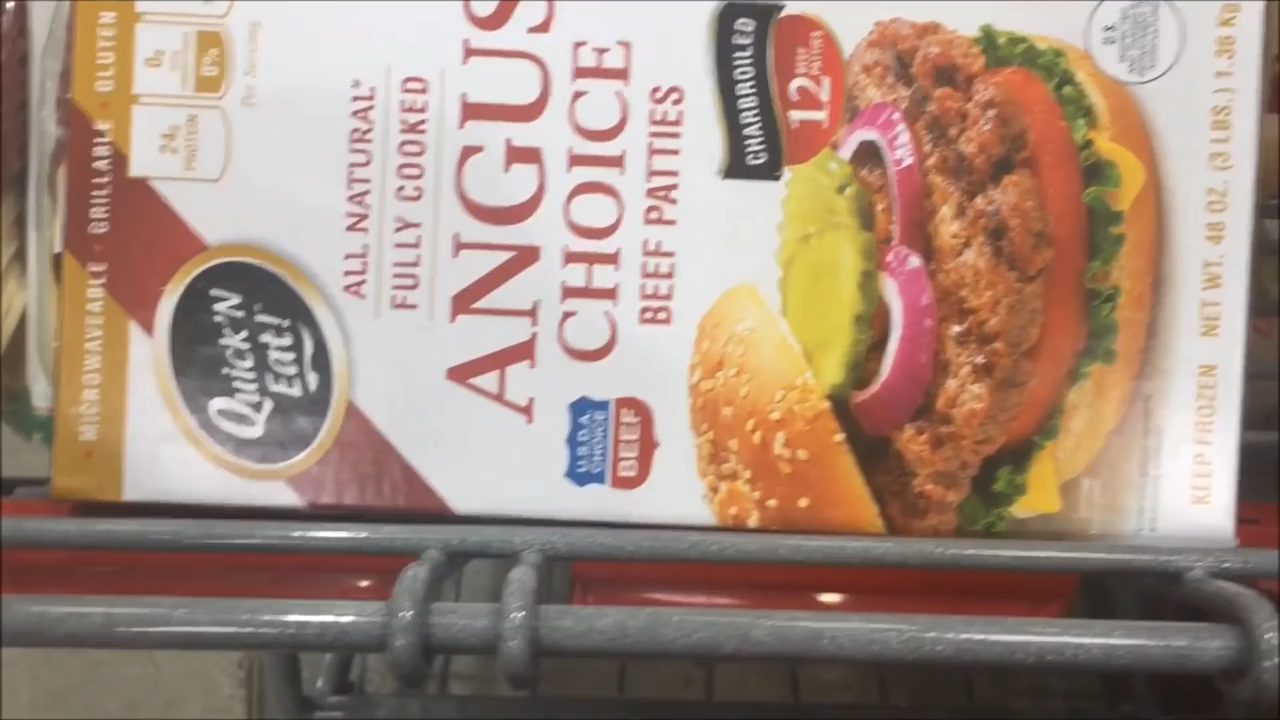 MICROWAVEABLE • GRILLABLE • GLUTEN
0g
0%
24g
PROTEIN
Per Serving
Quick'N
Eat!
ALL NATURAL*
FULLY COOKED
ANGUS
CHOICE
BEEF PATTIES
U.S.D.A.
CHOICE
BEEF
CHARBROILED
12 BEEF
PATTIES
U.S.
KEEP FROZEN NET WT. 48 OZ. (3 LBS.) 1.36 Kg